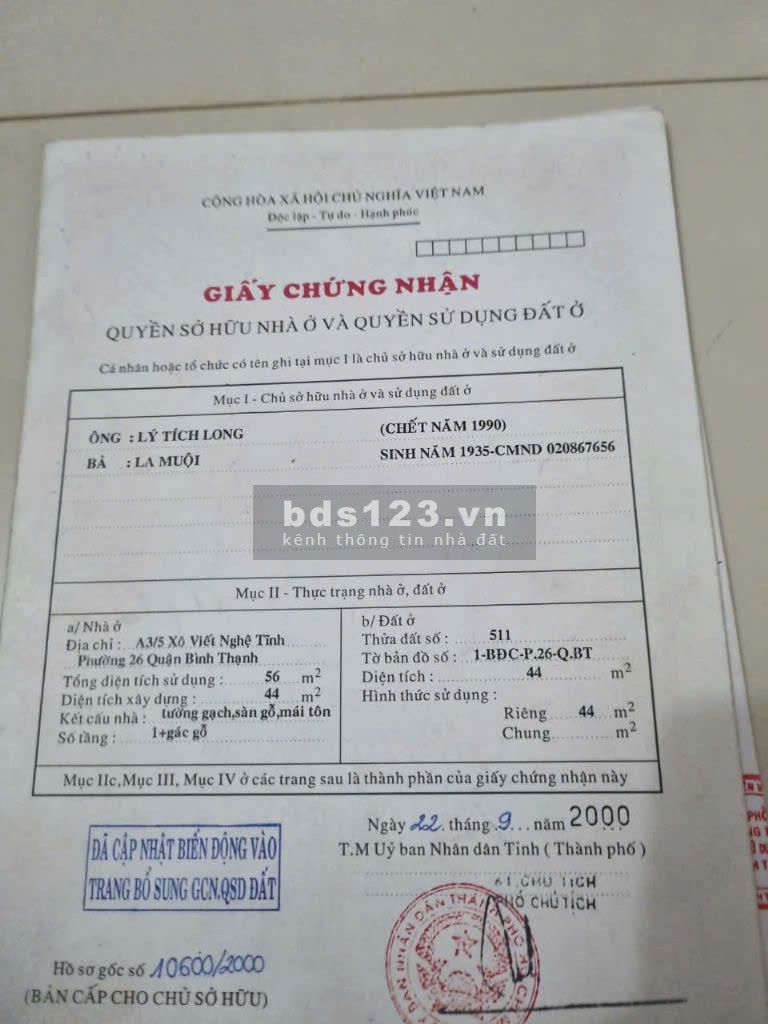 CỘNG HÒA XÃ HỘI CHỦ NGHĨA VIỆT NAM
Độc lập - Tự do - Hạnh phúc
GIẤY CHỨNG NHẬN
QUYỀN SỞ HỮU NHÀ Ở VÀ QUYỀN SỬ DỤNG ĐẤT Ở
Cá nhân hoặc tổ chức có tên ghi tại mục I là chủ sở hữu nhà ở và sử dụng đất ở
Mục I - Chủ sở hữu nhà ở và sử dụng đất ở
ÔNG : LÝ TÍCH LONG (CHẾT NĂM 1990)
BÀ : LA MUỘI SINH NĂM 1935-CMND 020867656
bds123.vn
kênh thông tin nhà đất
Mục II - Thực trạng nhà ở, đất ở
a/ Nhà ở
Địa chỉ : A3/5 Xô Viết Nghệ Tĩnh
Phường 26 Quận Bình Thạnh
Tổng diện tích sử dụng : 56 m2
Diện tích xây dựng : 44 m2
Kết cấu nhà : tường gạch,sàn gỗ,mái tôn
Số tầng : 1+gác gỗ
b/ Đất ở
Thửa đất số : 511
Tờ bản đồ số : 1-BĐC-P.26-Q.BT
Diện tích : 44 m2
Hình thức sử dụng :
Riêng 44 m2
Chung m2
Mục IIc,Mục III, Mục IV ở các trang sau là thành phần của giấy chứng nhận này
Ngày 22 tháng 9 năm 2000
T.M Uỷ ban Nhân dân Tỉnh ( Thành phố )
KT.CHỦ TỊCH
PHÓ CHỦ TỊCH
ĐÃ CẬP NHẬT BIẾN ĐỘNG VÀO
TRANG BỔ SUNG GCN.QSD ĐẤT
Hồ sơ gốc số 10600/2000
(BẢN CẤP CHO CHỦ SỞ HỮU)